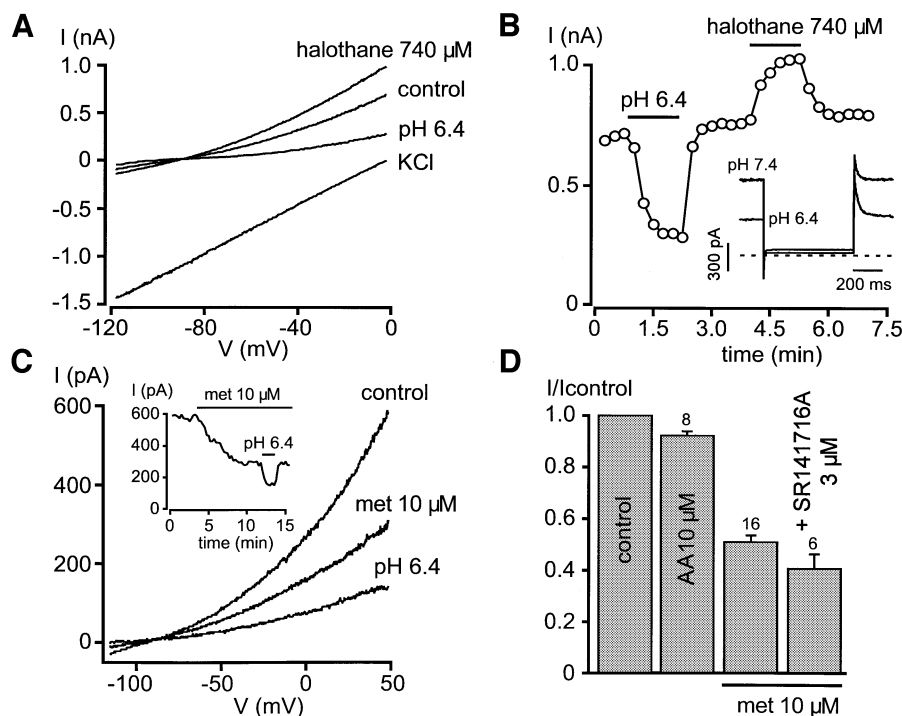 A
I (nA)
halothane 740 µM
1.0
control
0.5
pH 6.4
0
KCl
-0.5
-1.0
-1.5
-120
-80
-40
0
V (mV)
B
I (nA)
halothane 740 µM
1.0
pH 6.4
0.5
pH 7.4
pH 6.4
300 pA
200 ms
0
0
1.5
3.0
4.5
6.0
7.5
time (min)
C
I (pA)
600
control
I (pA)
met 10 µM
600
400
pH 6.4
200
0
0
5
10
15
time (min)
400
met 10 µM
200
pH 6.4
0
-100
-50
0
50
V (mV)
D
I/Icontrol
1.0
8
0.8
+ SR141716A
3 µM
0.6
16
6
control
AA10 µM
0.4
0.2
0
met 10 µM